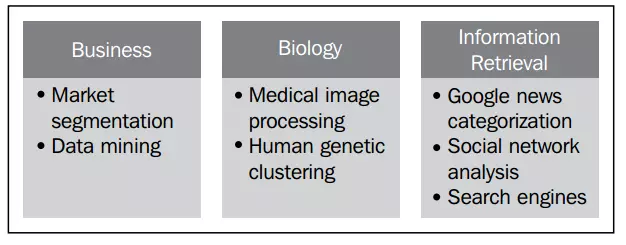 Business
• Market
segmentation
• Data mining
Biology
• Medical image
processing
• Human genetic
clustering
Information
Retrieval
• Google news
categorization
• Social network
analysis
• Search engines